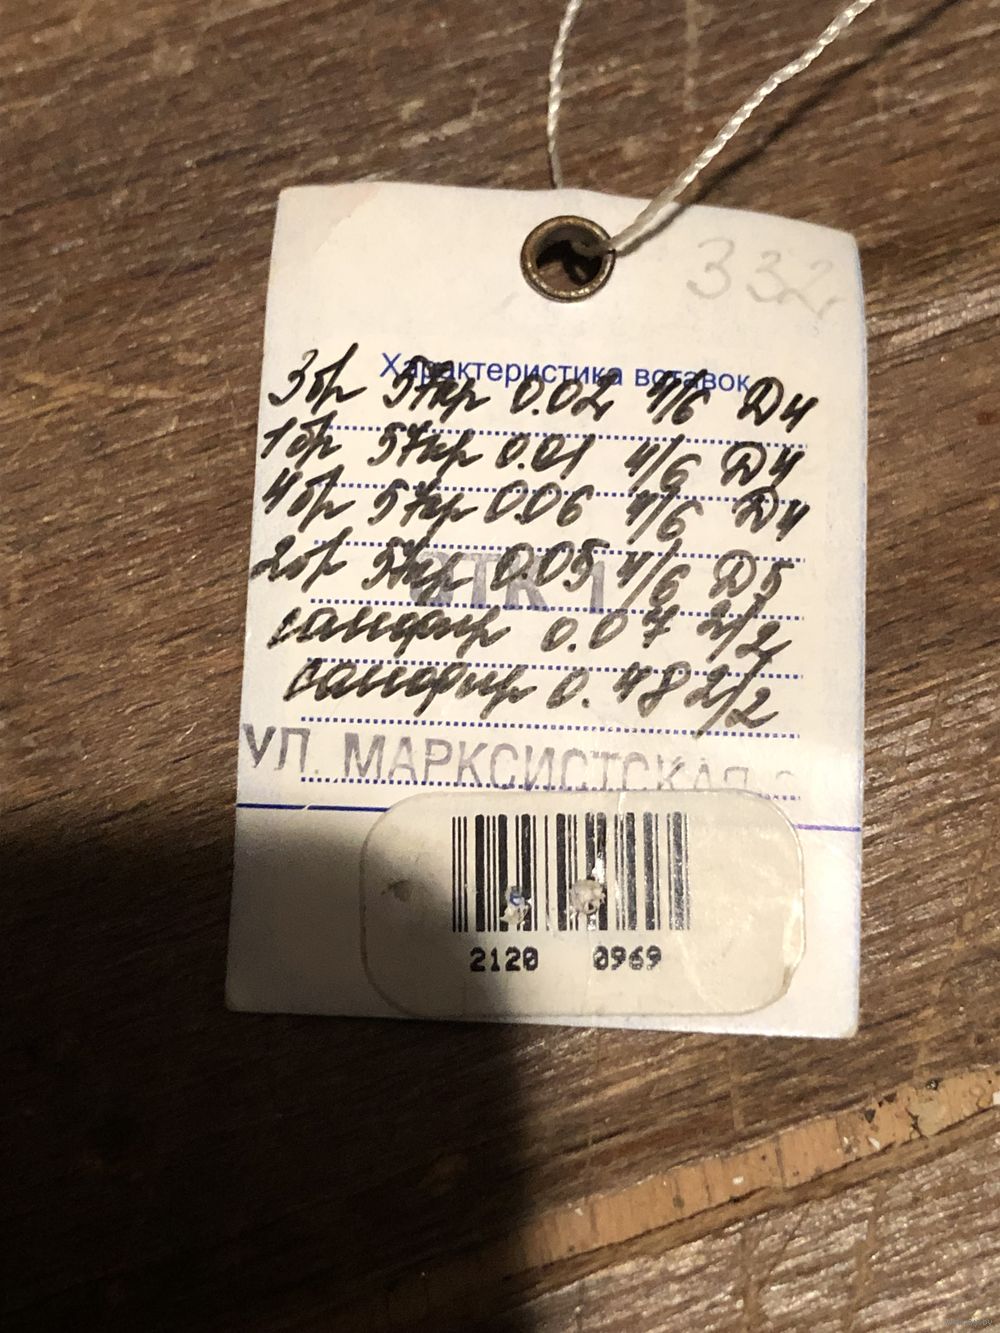 332
Характеристика вставок
3бр 57кр 0.02 4/6 Д4
1бр 57кр 0.01 4/6 Д4
4бр 57кр 0.06 4/6 Д4
2бр 57кр 0.05 4/6 Д5
ОТК 1
сапфир 0.07 2/2
сапфир 0.48 2/2
УЛ. МАРКСИСТСКАЯ
2120 0969